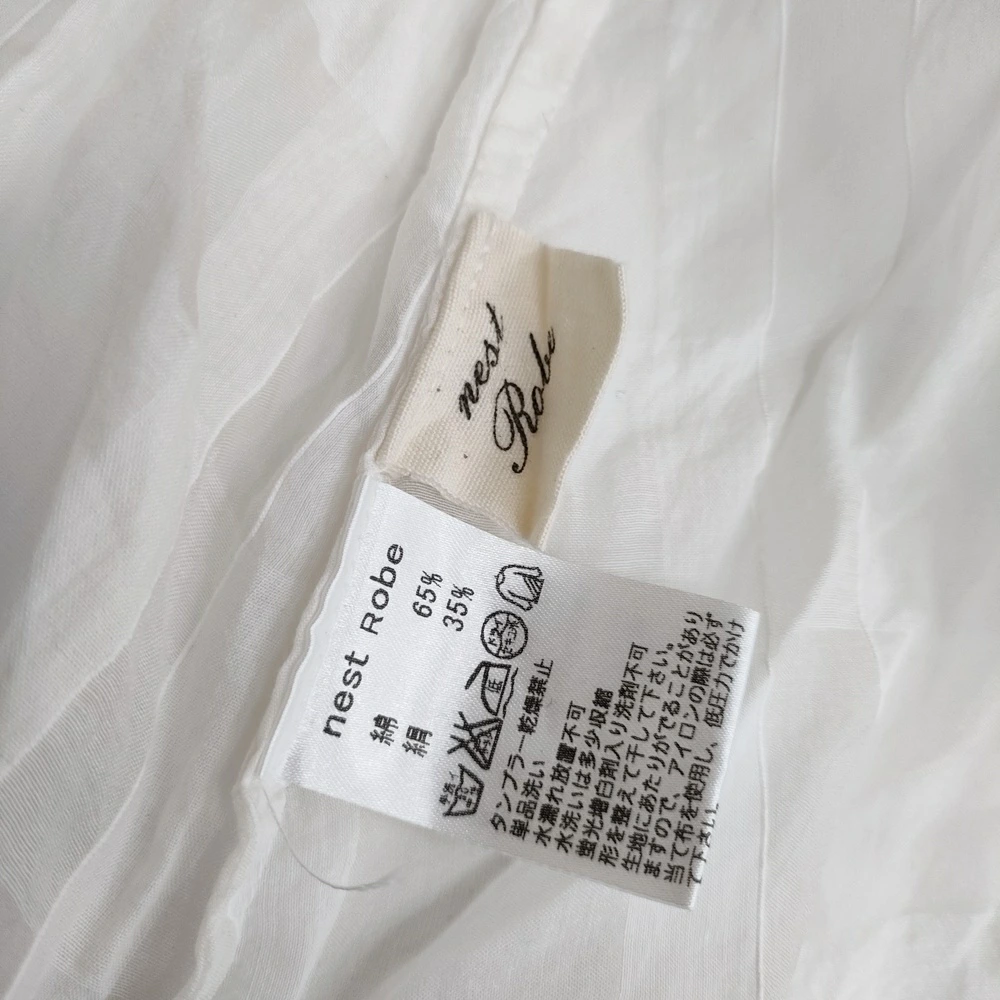 nest
Robe
nest Robe
綿 65%
絹 35%
低
タンブラー乾燥禁止
単品洗い
水濡れ放置不可
水洗いは多少収縮
蛍光増白剤入り洗剤不可
形を整えて干して下さい。
生地にあたりがでることがあり
ますので、アイロンの際は必ず
当て布を使用し、低圧力でかけ
て下さい。